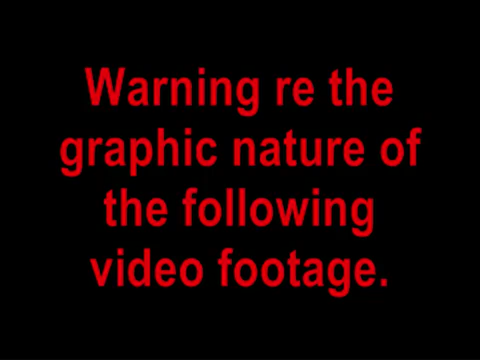 Warning re the
graphic nature of
the following
video footage.